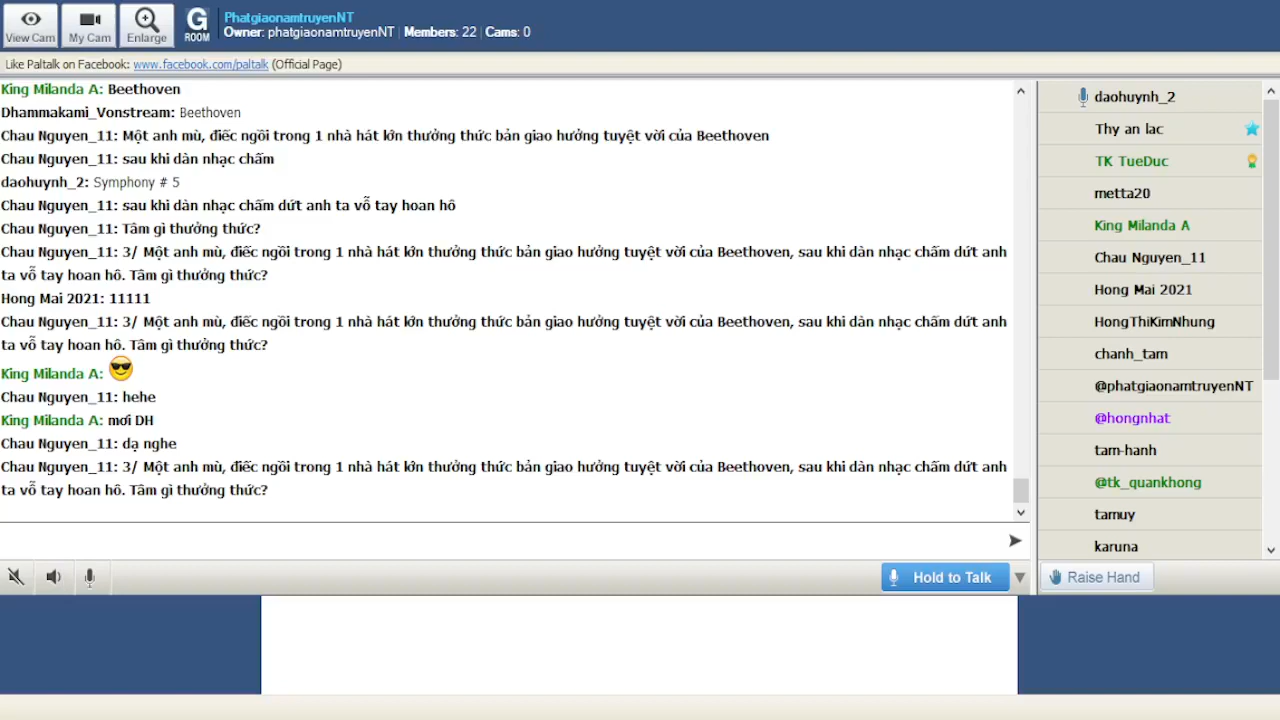 View Cam
My Cam
Enlarge
G
ROOM
PhatgiaonamtruyenNT
Owner: phatgiaonamtruyenNT | Members: 22 | Cams: 0
Like Paltalk on Facebook: www.facebook.com/paltalk (Official Page)
King Milanda A: Beethoven
Dhammakami_Vonstream: Beethoven
Chau Nguyen_11: Một anh mù, điếc ngồi trong 1 nhà hát lớn thưởng thức bản giao hưởng tuyệt vời của Beethoven
Chau Nguyen_11: sau khi dàn nhạc chấm
daohuynh_2: Symphony # 5
Chau Nguyen_11: sau khi dàn nhạc chấm dứt anh ta vỗ tay hoan hô
Chau Nguyen_11: Tâm gì thưởng thức?
Chau Nguyen_11: 3/ Một anh mù, điếc ngồi trong 1 nhà hát lớn thưởng thức bản giao hưởng tuyệt vời của Beethoven, sau khi dàn nhạc chấm dứt anh
ta vỗ tay hoan hô. Tâm gì thưởng thức?
Hong Mai 2021: 11111
Chau Nguyen_11: 3/ Một anh mù, điếc ngồi trong 1 nhà hát lớn thưởng thức bản giao hưởng tuyệt vời của Beethoven, sau khi dàn nhạc chấm dứt anh
ta vỗ tay hoan hô. Tâm gì thưởng thức?
King Milanda A:
Chau Nguyen_11: hehe
King Milanda A: mơi DH
Chau Nguyen_11: dạ nghe
Chau Nguyen_11: 3/ Một anh mù, điếc ngồi trong 1 nhà hát lớn thưởng thức bản giao hưởng tuyệt vời của Beethoven, sau khi dàn nhạc chấm dứt anh
ta vỗ tay hoan hô. Tâm gì thưởng thức?
Hold to Talk
daohuynh_2
Thy an lac
TK TueDuc
metta20
King Milanda A
Chau Nguyen_11
Hong Mai 2021
HongThiKimNhung
chanh_tam
@phatgiaonamtruyenNT
@hongnhat
tam-hanh
@tk_quankhong
tamuy
karuna
Raise Hand